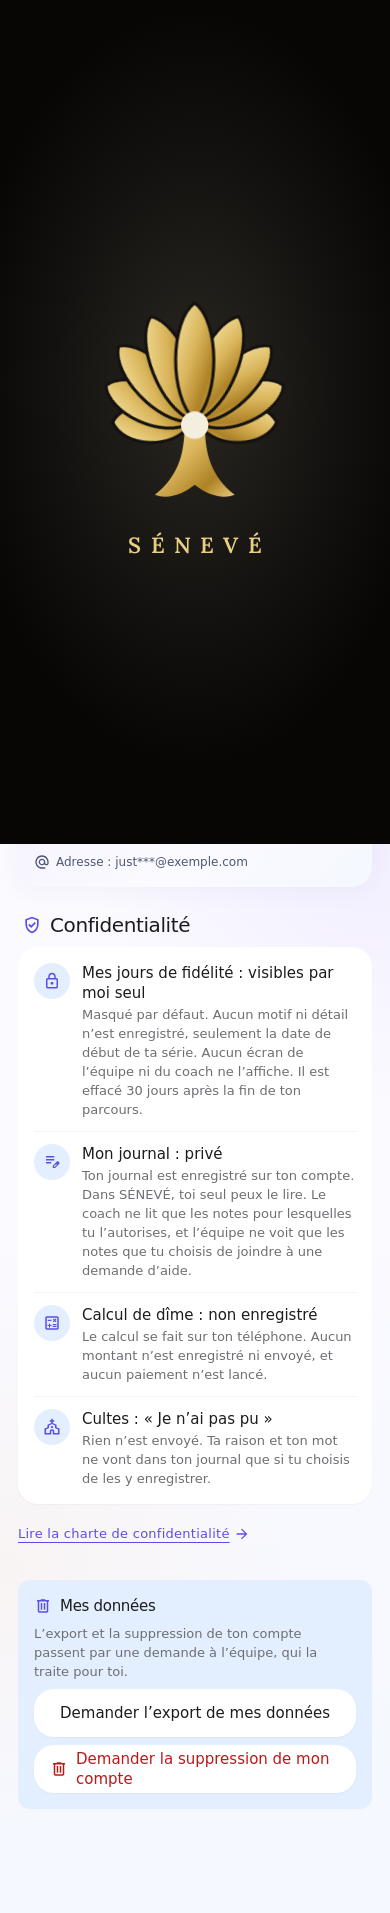 SÉNEVÉ
Adresse : just***@exemple.com
Confidentialité
Mes jours de fidélité : visibles par
moi seul
Masqué par défaut. Aucun motif ni détail
n’est enregistré, seulement la date de
début de ta série. Aucun écran de
l’équipe ni du coach ne l’affiche. Il est
effacé 30 jours après la fin de ton
parcours.
Mon journal : privé
Ton journal est enregistré sur ton compte.
Dans SÉNEVÉ, toi seul peux le lire. Le
coach ne lit que les notes pour lesquelles
tu l’autorises, et l’équipe ne voit que les
notes que tu choisis de joindre à une
demande d’aide.
Calcul de dîme : non enregistré
Le calcul se fait sur ton téléphone. Aucun
montant n’est enregistré ni envoyé, et
aucun paiement n’est lancé.
Cultes : « Je n’ai pas pu »
Rien n’est envoyé. Ta raison et ton mot
ne vont dans ton journal que si tu choisis
de les y enregistrer.
Lire la charte de confidentialité
Mes données
L’export et la suppression de ton compte
passent par une demande à l’équipe, qui la
traite pour toi.
Demander l’export de mes données
Demander la suppression de mon
compte